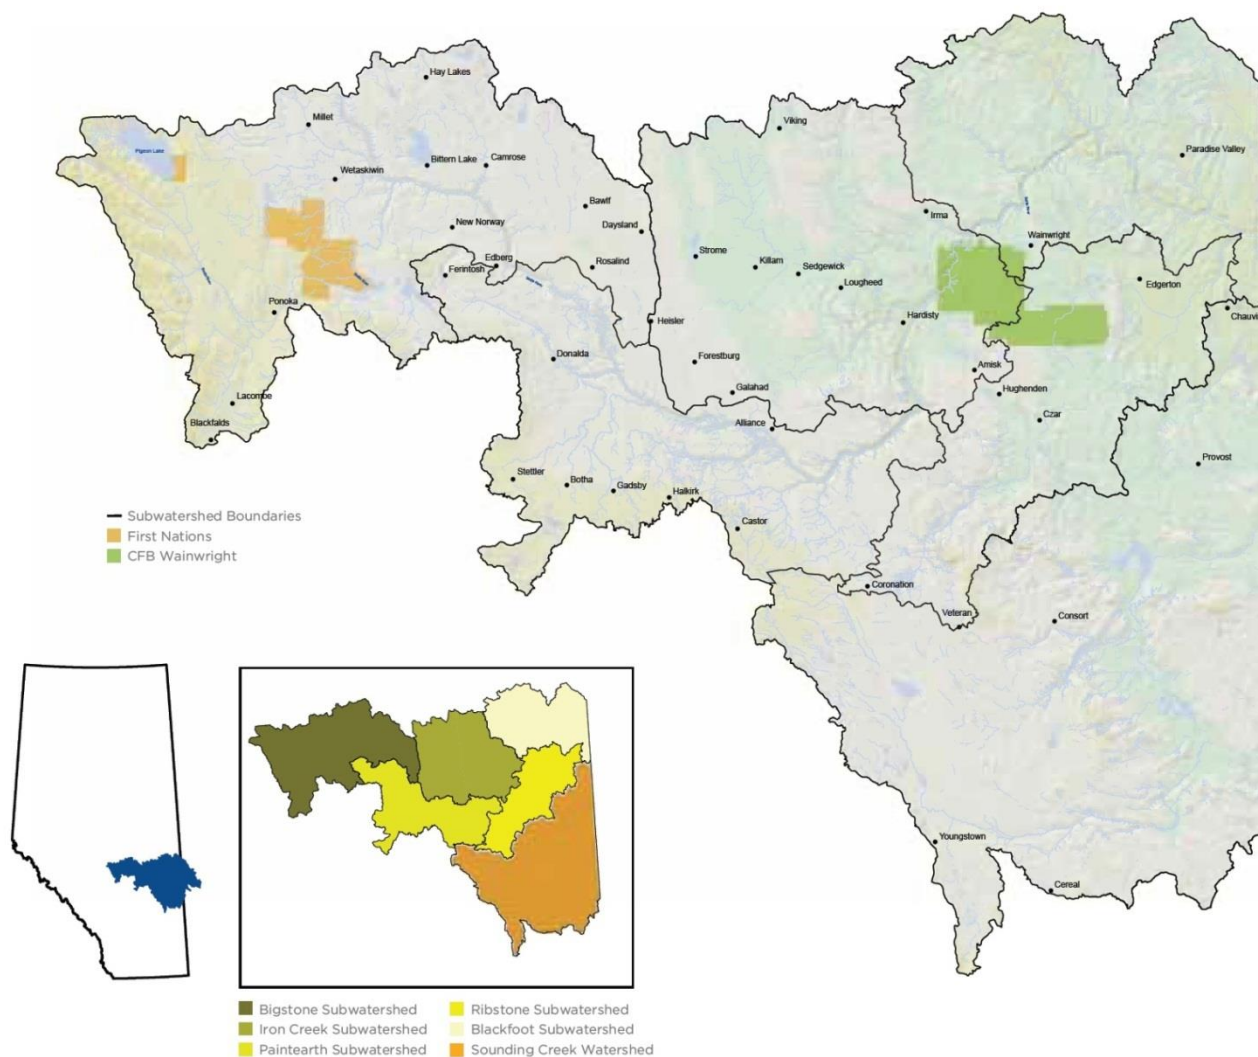 Hay Lakes
Viking
Millet
Pigeon Lake
Paradise Valley
Bittern Lake
Camrose
Wetaskiwin
Bawlf
Irma
New Norway
Daysland
Wainwright
Strome
Edberg
Rosalind
Killam
Sedgewick
Ferintosh
Lougheed
Edgerton
Ponoka
Chauvi
Heisler
Hardisty
Donalda
Forestburg
Amisk
Galahad
Hughenden
Lacombe
Czar
Blackfalds
Alliance
Provost
Stettler
Botha
Gadsby
Halkirk
Subwatershed Boundaries
First Nations
CFB Wainwright
Castor
Coronation
Veteran
Consort
Youngstown
Cereal
Bigstone Subwatershed
Iron Creek Subwatershed
Paintearth Subwatershed
Ribstone Subwatershed
Blackfoot Subwatershed
Sounding Creek Watershed